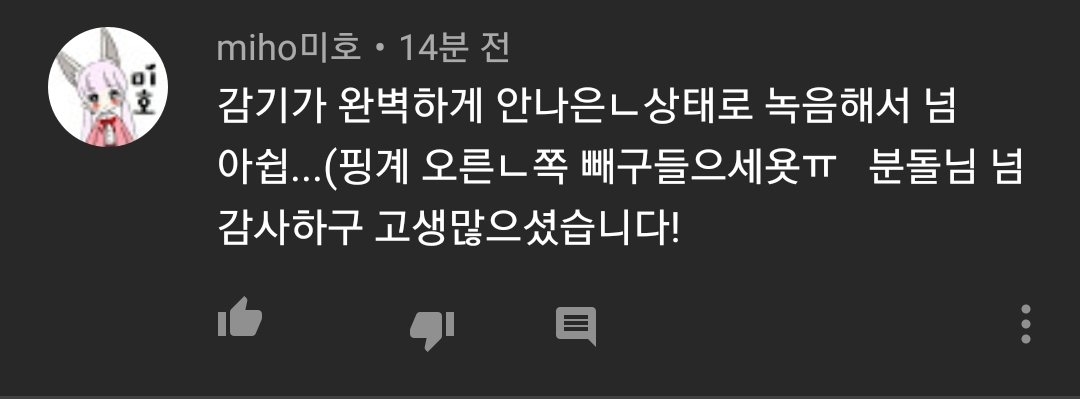 miho미호 • 14분 전
감기가 완벽하게 안나은ㄴ상태로 녹음해서 넘
아쉽...(핑계 오른ㄴ쪽 빼구들으세욧ㅠ 분돌님 넘
감사하구 고생많으셨습니다!
미
호